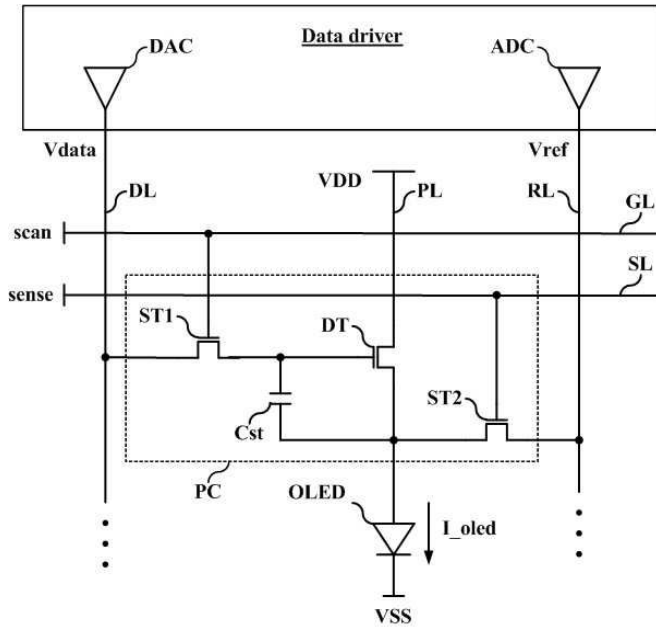 Data driver
DAC
ADC
Vdata
Vref
VDD
DL
PL
RL
GL
scan
SL
sense
ST1
DT
ST2
Cst
PC
OLED
I_oled
VSS